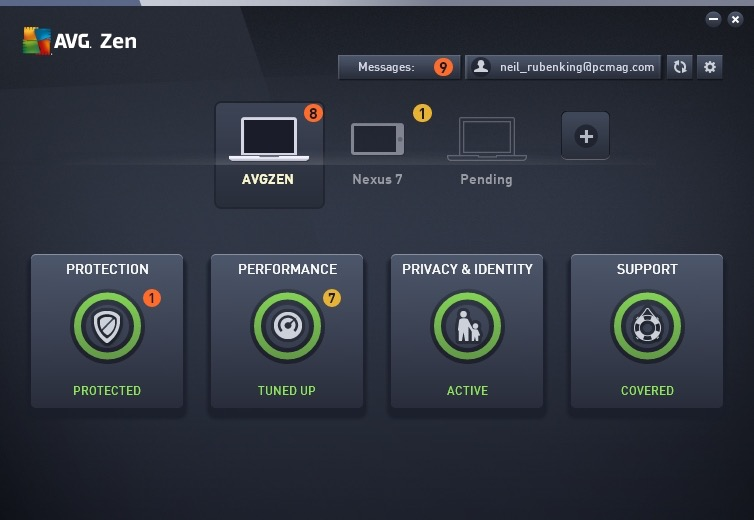 AVG. Zen
Messages: 9
neil_rubenking@pcmag.com
8
1
AVGZEN
Nexus 7
Pending
PROTECTION
PERFORMANCE
PRIVACY & IDENTITY
SUPPORT
1
7
PROTECTED
TUNED UP
ACTIVE
COVERED